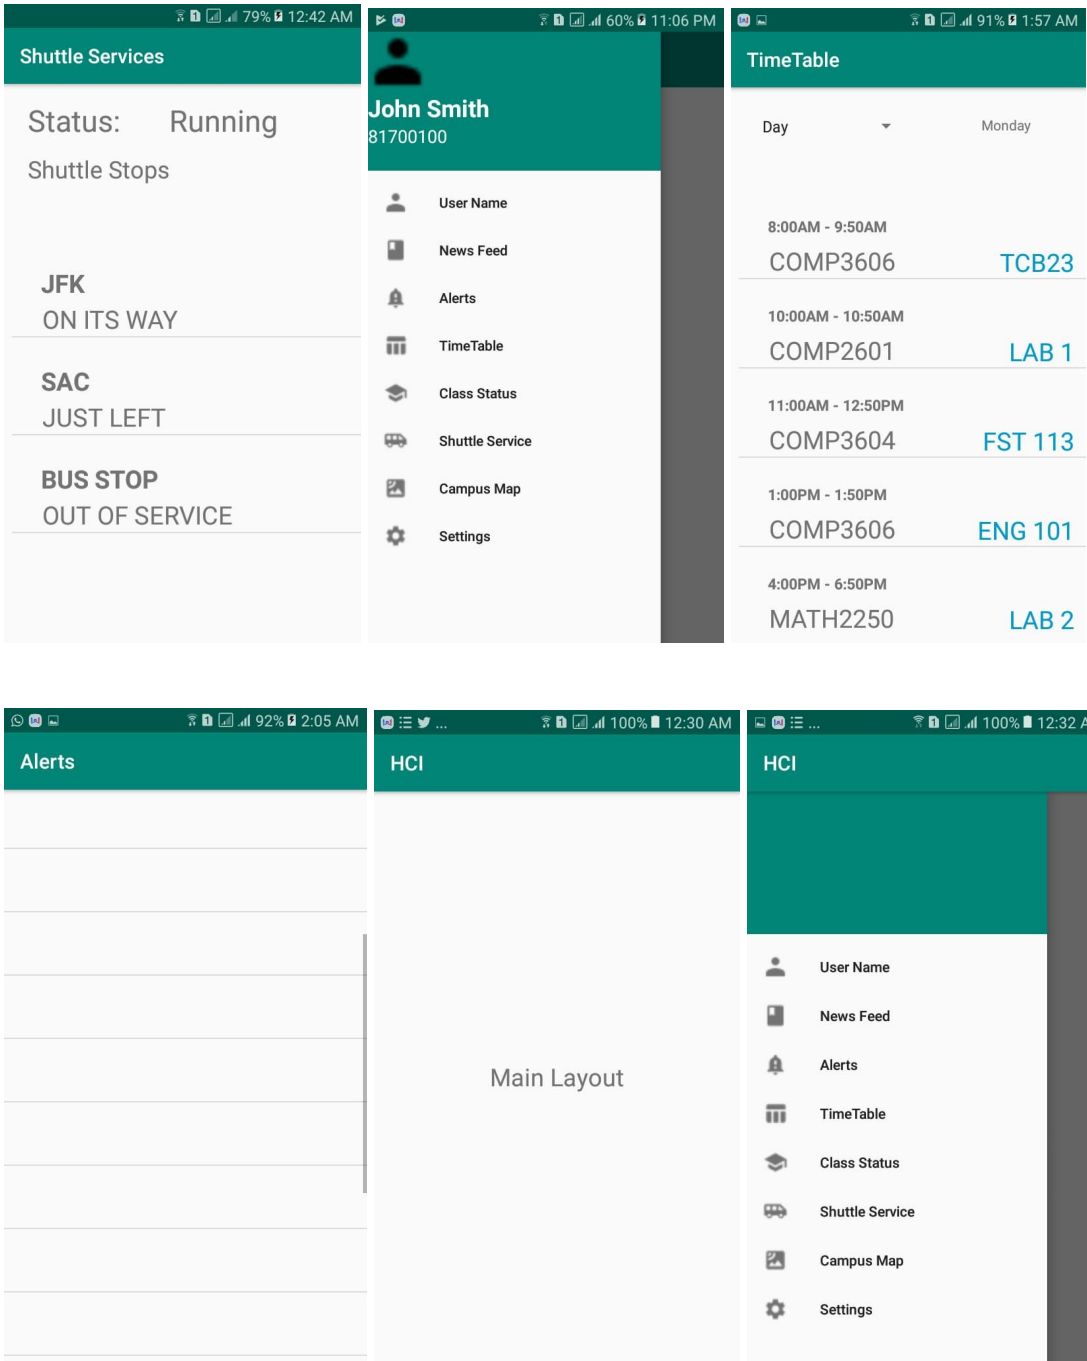 79% 12:42 AM
Shuttle Services
Status: Running
Shuttle Stops
JFK
ON ITS WAY
SAC
JUST LEFT
BUS STOP
OUT OF SERVICE
60% 11:06 PM
John Smith
81700100
User Name
News Feed
Alerts
TimeTable
Class Status
Shuttle Service
Campus Map
Settings
91% 1:57 AM
TimeTable
Day Monday
8:00AM - 9:50AM
COMP3606 TCB23
10:00AM - 10:50AM
COMP2601 LAB 1
11:00AM - 12:50PM
COMP3604 FST 113
1:00PM - 1:50PM
COMP3606 ENG 101
4:00PM - 6:50PM
MATH2250 LAB 2
92% 2:05 AM
Alerts
... 100% 12:30 AM
HCI
Main Layout
... 100% 12:32 A
HCI
User Name
News Feed
Alerts
TimeTable
Class Status
Shuttle Service
Campus Map
Settings